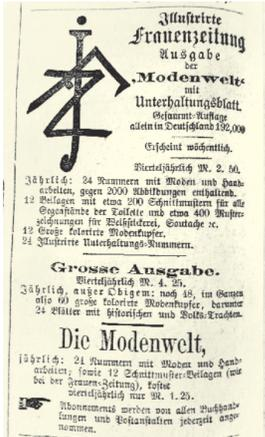 Illustrirte
Frauenzeitung
Ausgabe
der
„Modenwelt“
mit
Unterhaltungsblatt.
Gesammt-Auflage
allein in Deutschland 192,000
Erscheint wöchentlich.
Vierteljährlich M. 2. 50.
Jährlich: 24 Nummern mit Moden und Hand-
arbeiten, gegen 2000 Abbildungen enthaltend.
12 Beilagen mit etwa 200 Schnittmustern für alle
Gegenstände der Toilette und etwa 400 Muster-
zeichnungen für Weißstickerei, Soutache &c.
12 Große kolorirte Modenkupfer.
24 Illustrirte Unterhaltungs-Nummern.
Grosse Ausgabe.
Vierteljährlich M. 4. 25.
Jährlich, außer Obigem: noch 48, im Ganzen
also 60 große kolorirte Modenkupfer, darunter
24 Blätter mit historischen und Volks-Trachten.
Die Modenwelt,
jährlich: 24 Nummern mit Moden und Hand-
arbeiten; sowie 12 Schnittmuster-Beilagen (wie
bei der Frauen-Zeitung), kostet
vierteljährlich nur M. 1.25.
Abonnements werden von allen Buchhand-
lungen und Postanstalten jederzeit ange-
nommen.